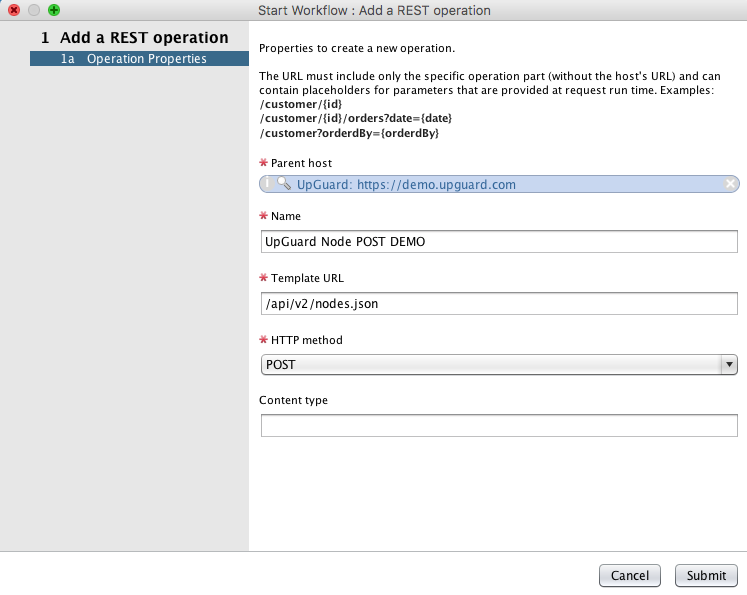 Start Workflow : Add a REST operation
1 Add a REST operation
1a Operation Properties
Properties to create a new operation.
The URL must include only the specific operation part (without the host's URL) and can
contain placeholders for parameters that are provided at request run time. Examples:
/customer/{id}
/customer/{id}/orders?date={date}
/customer?orderdBy={orderdBy}
* Parent host
UpGuard: https://demo.upguard.com
* Name
UpGuard Node POST DEMO
* Template URL
/api/v2/nodes.json
* HTTP method
POST
Content type
Cancel Submit